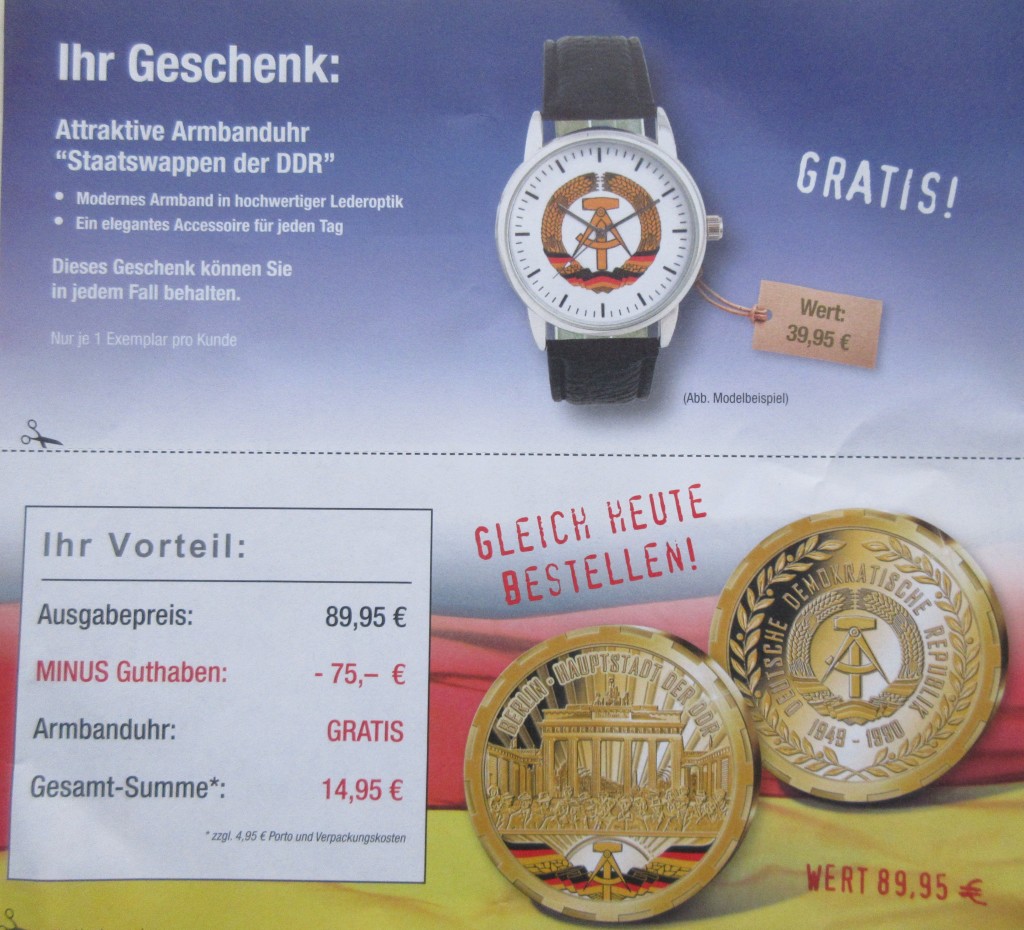 Ihr Geschenk:
Attraktive Armbanduhr
“Staatswappen der DDR”
• Modernes Armband in hochwertiger Lederoptik
• Ein elegantes Accessoire für jeden Tag
Dieses Geschenk können Sie
in jedem Fall behalten.
Nur je 1 Exemplar pro Kunde
GRATIS!
Wert:
39,95 €
(Abb. Modelbeispiel)
Ihr Vorteil:
Ausgabepreis: 89,95 €
MINUS Guthaben: - 75,– €
Armbanduhr: GRATIS
Gesamt-Summe*: 14,95 €
* zzgl. 4,95 € Porto und Verpackungskosten
GLEICH HEUTE
BESTELLEN!
BERLIN · HAUPTSTADT DER DDR
DEUTSCHE DEMOKRATISCHE REPUBLIK
1949 - 1990
WERT 89,95 €